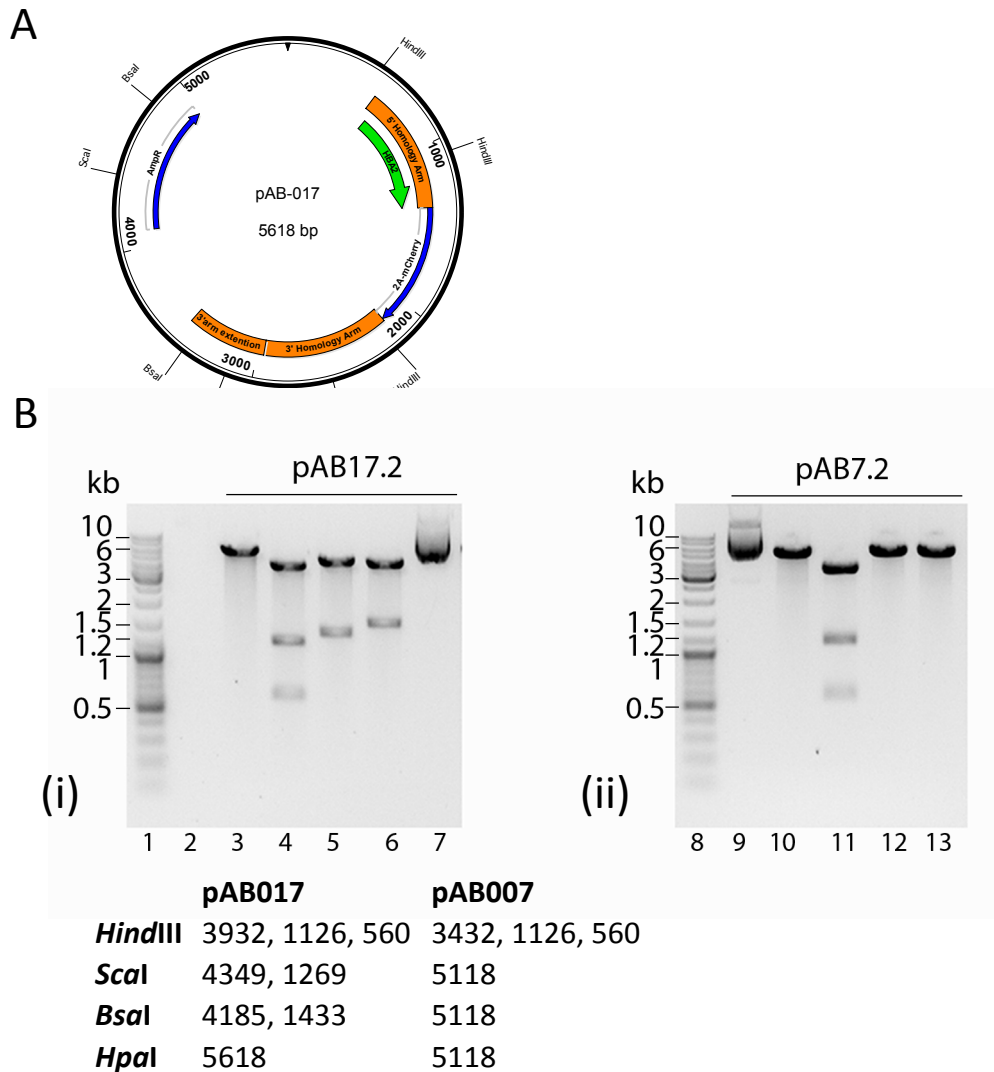 A
HindIII
BsaI
5000
5' Homology Arm
1000
HindIII
ScaI
AmpR
HBA2
pAB-017
5618 bp
4000
2A-mCherry
2000
3'arm extention
3' Homology Arm
3000
BsaI
HindIII
B
pAB17.2
pAB7.2
kb
kb
10
6
3
2
1.5
1.2
1
0.5
10
6
3
2
1.5
1.2
1
0.5
(i)
(ii)
1 2 3 4 5 6 7
8 9 10 11 12 13
pAB017 pAB007
HindIII 3932, 1126, 560 3432, 1126, 560
ScaI 4349, 1269 5118
BsaI 4185, 1433 5118
HpaI 5618 5118